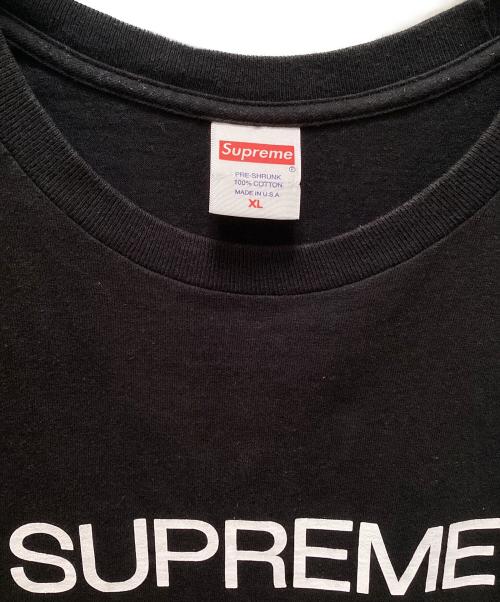 Supreme
®
PRE-SHRUNK
100% COTTON
MADE IN U.S.A
XL
SUPREME